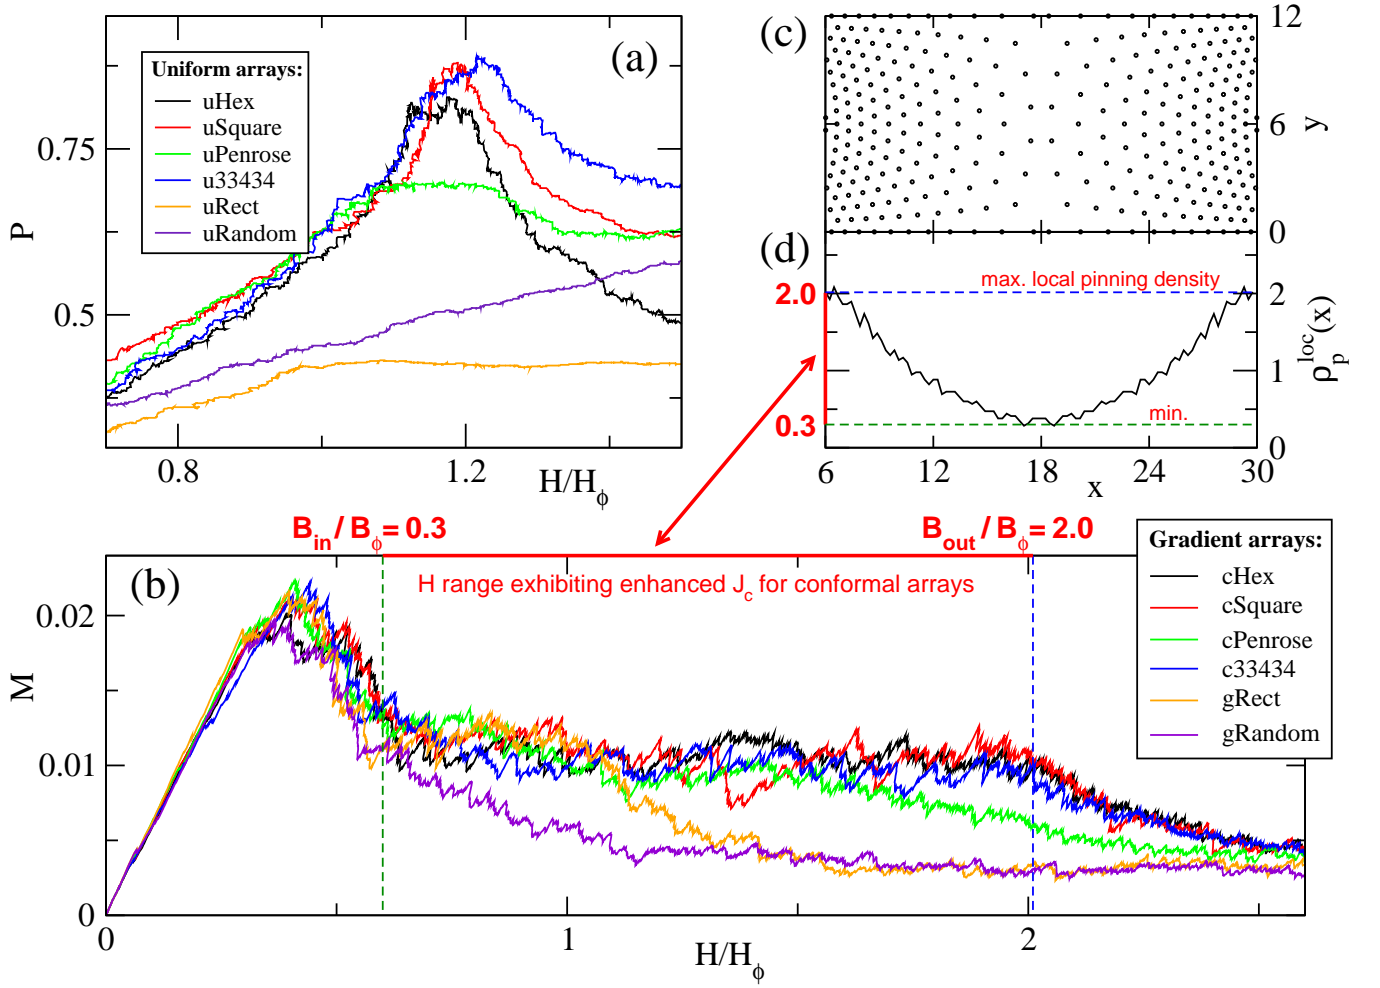 (a)
Uniform arrays:
uHex
uSquare
uPenrose
u33434
uRect
uRandom
0.75
0.5
P
0.8
1.2
H/Hϕ
(c)
12
6
0
y
(d)
max. local pinning density
min.
2.0
0.3
2
1
0
ρp^loc(x)
6
12
18
24
30
x
Bin / Bϕ = 0.3
Bout / Bϕ = 2.0
(b)
H range exhibiting enhanced Jc for conformal arrays
Gradient arrays:
cHex
cSquare
cPenrose
c33434
gRect
gRandom
0.02
0.01
0
M
0
1
2
H/Hϕ